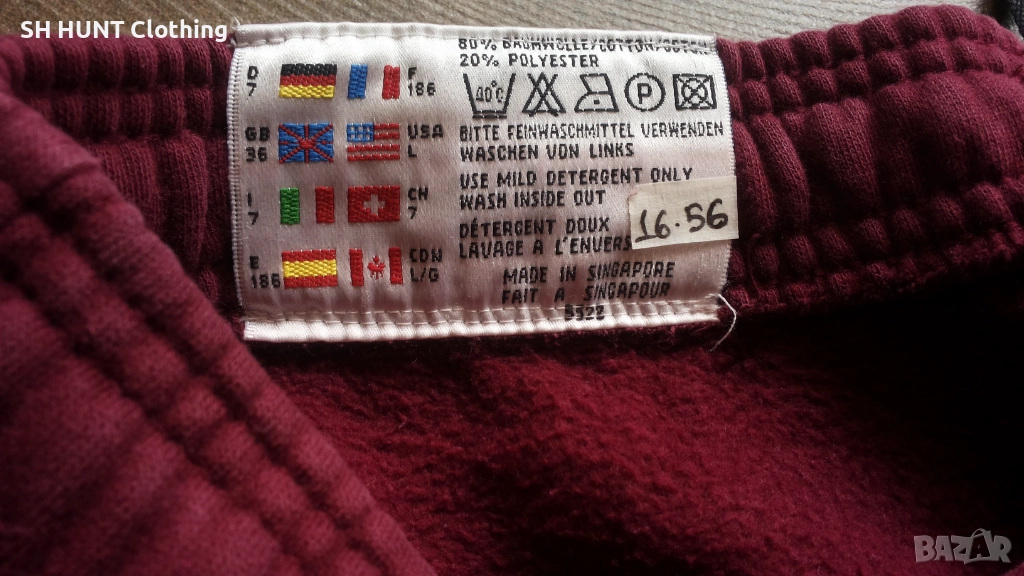 SH HUNT Clothing
80% BAUMWOLLE/COTTON/COTON
20% POLYESTER
D
7
F
186
40°C
P
GB
36
USA
L
BITTE FEINWASCHMITTEL VERWENDEN
WASCHEN VON LINKS
I
7
CH
7
USE MILD DETERGENT ONLY
WASH INSIDE OUT
16.56
E
186
CDN
L/G
DÉTERGENT DOUX
LAVAGE A L'ENVERS
MADE IN SINGAPORE
FAIT A SINGAPOUR
BAZAR